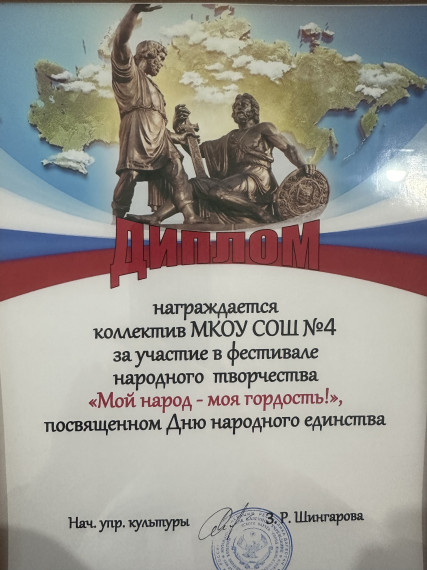 ДИПЛОМ
награждается
коллектив МКОУ СОШ №4
за участие в фестивале
народного творчества
«Мой народ - моя гордость!»,
посвященном Дню народного единства
Нач. упр. культуры З. Р. Шингарова